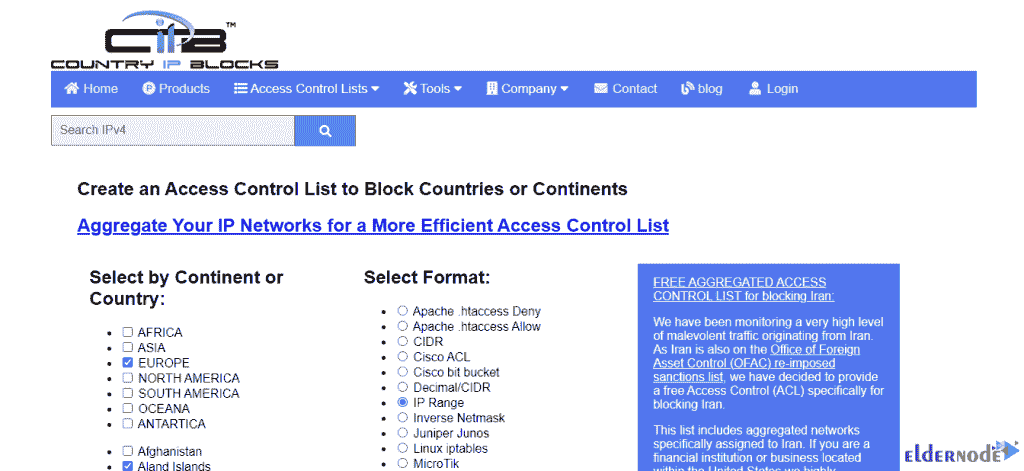 CIPB™
COUNTRY IP BLOCKS
Home Products Access Control Lists Tools Company Contact blog Login
Search IPv4
Create an Access Control List to Block Countries or Continents
Aggregate Your IP Networks for a More Efficient Access Control List
Select by Continent or
Country:
AFRICA
ASIA
EUROPE
NORTH AMERICA
SOUTH AMERICA
OCEANA
ANTARTICA
Afghanistan
Aland Islands
Select Format:
Apache .htaccess Deny
Apache .htaccess Allow
CIDR
Cisco ACL
Cisco bit bucket
Decimal/CIDR
IP Range
Inverse Netmask
Juniper Junos
Linux iptables
MicroTik
FREE AGGREGATED ACCESS
CONTROL LIST for blocking Iran:
We have been monitoring a very high level
of malevolent traffic originating from Iran.
As Iran is also on the Office of Foreign
Asset Control (OFAC) re-imposed
sanctions list, we have decided to provide
a free Access Control (ACL) specifically for
blocking Iran.
This list includes aggregated networks
specifically assigned to Iran. If you are a
financial institution or business located
within the United States we highly
ELDERNODE